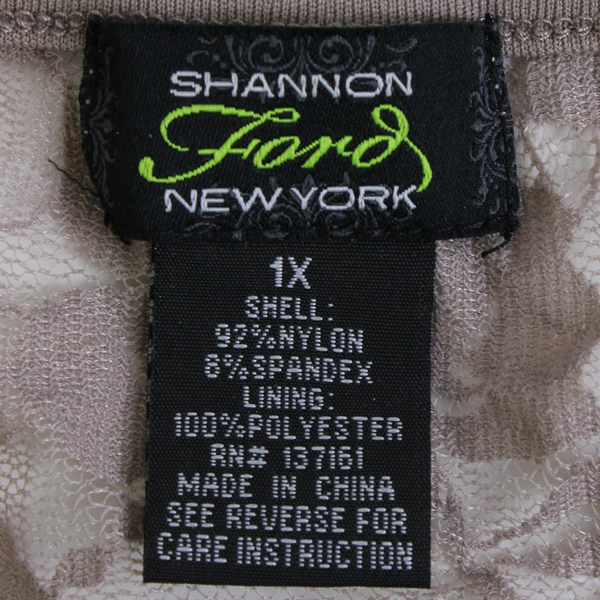 SHANNON
Ford
NEW YORK
1X
SHELL:
92%NYLON
8%SPANDEX
LINING:
100%POLYESTER
RN# 137161
MADE IN CHINA
SEE REVERSE FOR
CARE INSTRUCTION